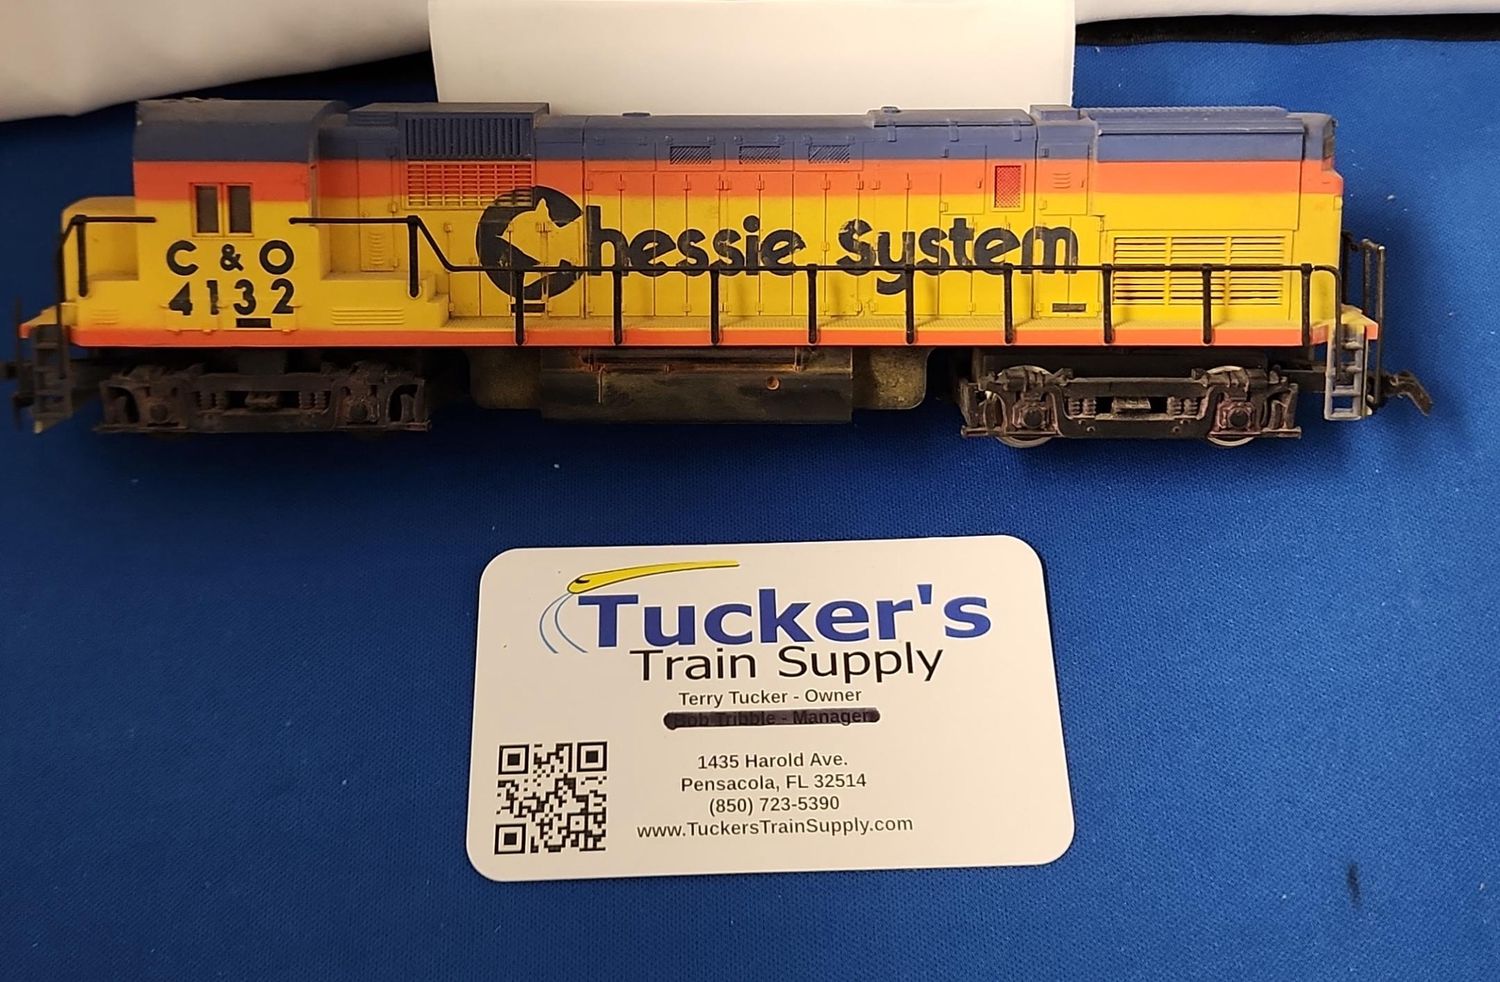 C & O
4132
Chessie System
Tucker's
Train Supply
Terry Tucker - Owner
Bob Tribble - Manager
1435 Harold Ave.
Pensacola, FL 32514
(850) 723-5390
www.TuckersTrainSupply.com